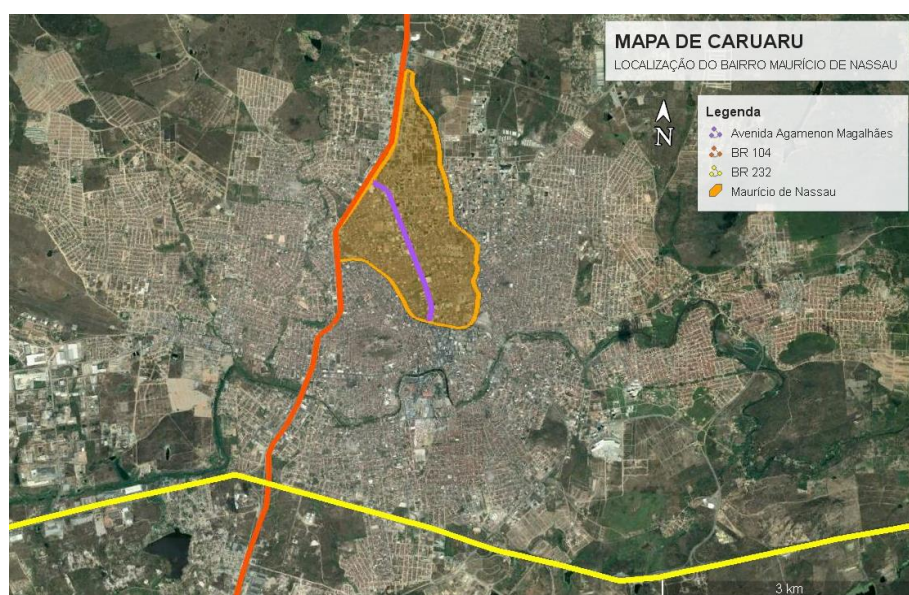 MAPA DE CARUARU
LOCALIZAÇÃO DO BAIRRO MAURÍCIO DE NASSAU
N
Legenda
Avenida Agamenon Magalhães
BR 104
BR 232
Maurício de Nassau
3 km